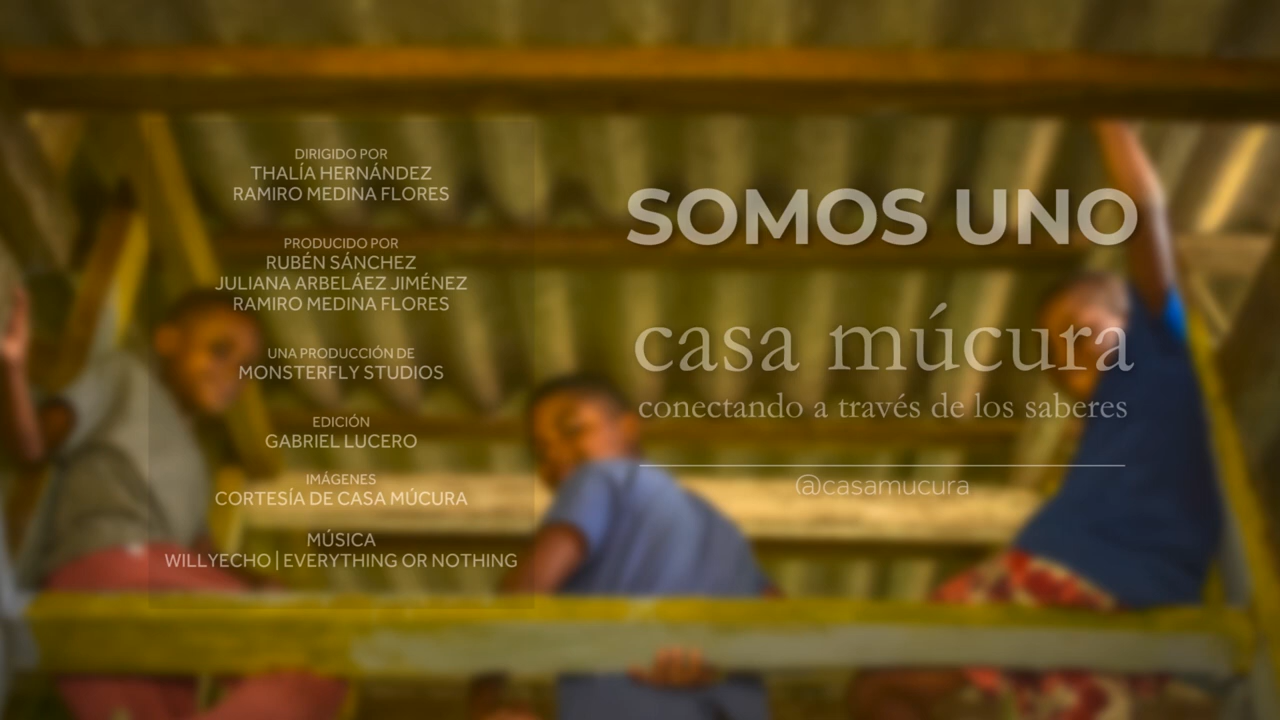 DIRIGIDO POR
THALÍA HERNÁNDEZ
RAMIRO MEDINA FLORES
PRODUCIDO POR
RUBÉN SÁNCHEZ
JULIANA ARBELÁEZ JIMÉNEZ
RAMIRO MEDINA FLORES
UNA PRODUCCIÓN DE
MONSTERFLY STUDIOS
EDICIÓN
GABRIEL LUCERO
IMÁGENES
CORTESÍA DE CASA MÚCURA
MÚSICA
WILLYECHO | EVERYTHING OR NOTHING
SOMOS UNO
casa múcura
conectando a través de los saberes
@casamucura